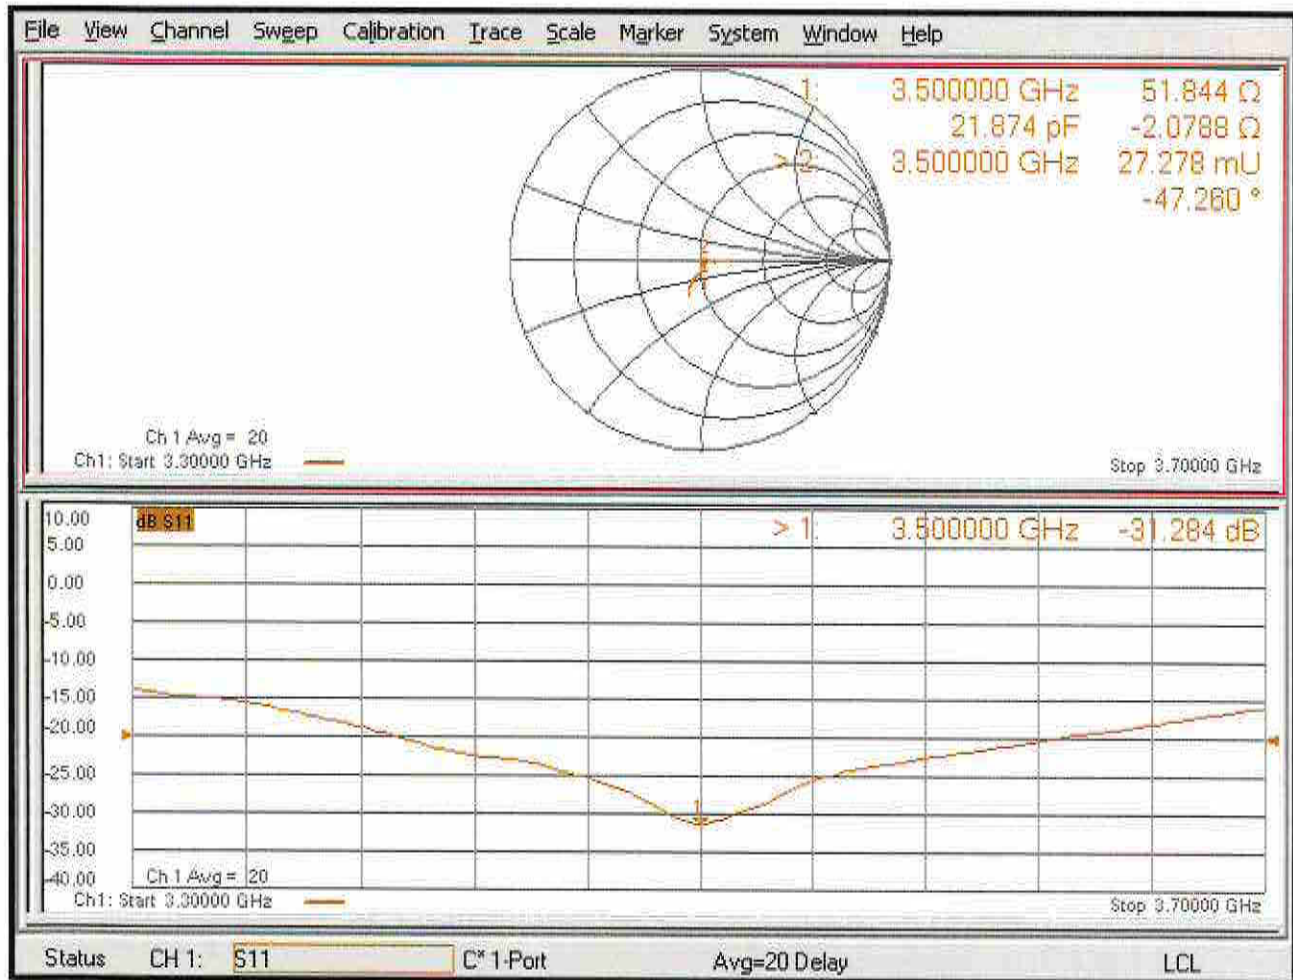 File View Channel Sweep Calibration Trace Scale Marker System Window Help
1: 3.500000 GHz 51.844 Ω
21.874 pF -2.0788 Ω
> 2: 3.500000 GHz 27.278 mU
-47.260 °
Ch 1 Avg = 20
Ch1: Start 3.30000 GHz Stop 3.70000 GHz
10.00 dB S11 > 1: 3.500000 GHz -31.284 dB
5.00
0.00
-5.00
-10.00
-15.00
-20.00
-25.00
-30.00 1
-35.00
-40.00 Ch 1 Avg = 20
Ch1: Start 3.30000 GHz Stop 3.70000 GHz
Status CH 1: S11 C* 1-Port Avg=20 Delay LCL